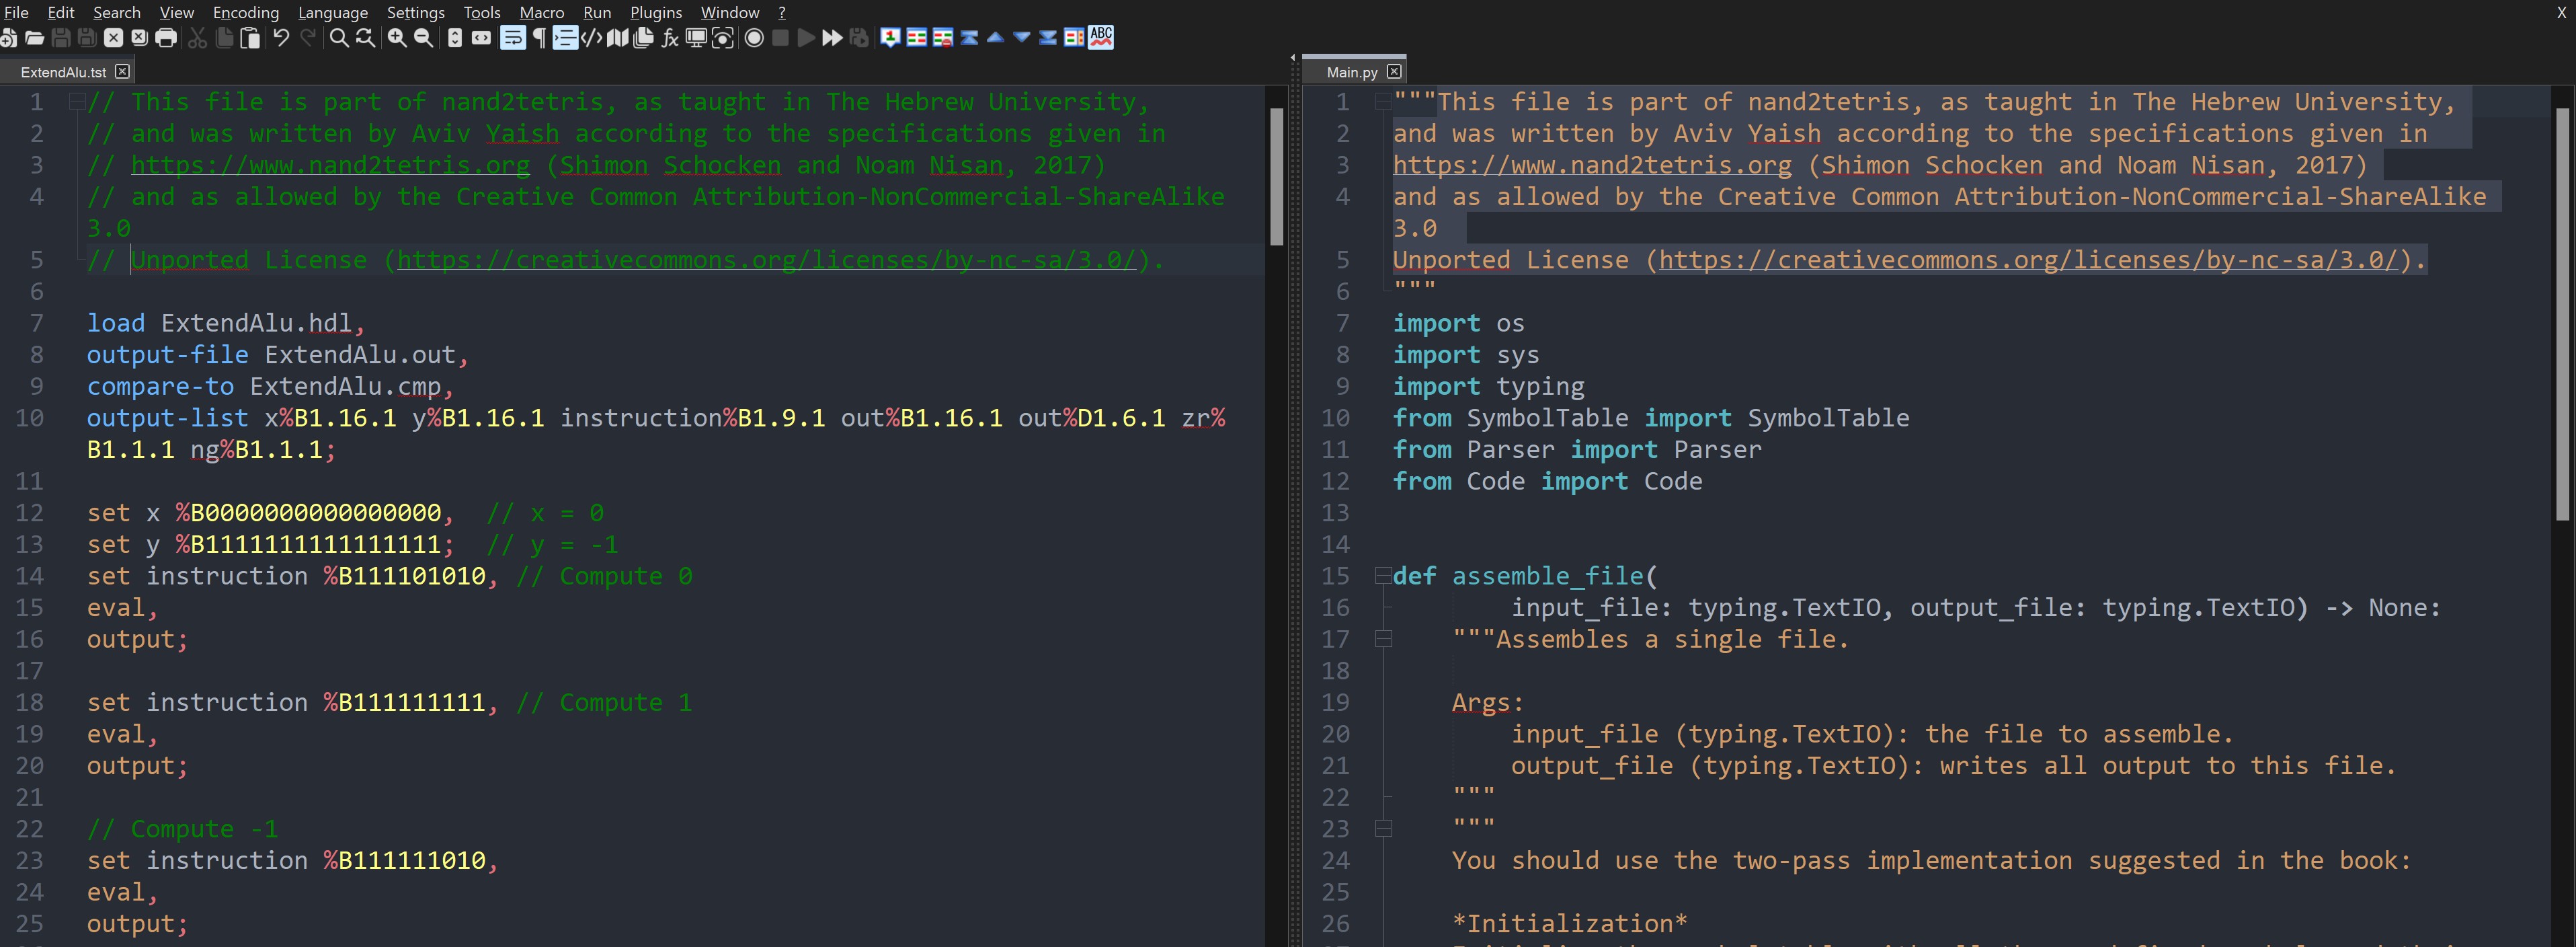 File Edit Search View Encoding Language Settings Tools Macro Run Plugins Window ? X
ExtendAlu.tst
1 // This file is part of nand2tetris, as taught in The Hebrew University,
2 // and was written by Aviv Yaish according to the specifications given in
3 // https://www.nand2tetris.org (Shimon Schocken and Noam Nisan, 2017)
4 // and as allowed by the Creative Common Attribution-NonCommercial-ShareAlike
3.0
5 // Unported License (https://creativecommons.org/licenses/by-nc-sa/3.0/).
6
7 load ExtendAlu.hdl,
8 output-file ExtendAlu.out,
9 compare-to ExtendAlu.cmp,
10 output-list x%B1.16.1 y%B1.16.1 instruction%B1.9.1 out%B1.16.1 out%D1.6.1 zr%
B1.1.1 ng%B1.1.1;
11
12 set x %B0000000000000000, // x = 0
13 set y %B1111111111111111; // y = -1
14 set instruction %B111101010, // Compute 0
15 eval,
16 output;
17
18 set instruction %B111111111, // Compute 1
19 eval,
20 output;
21
22 // Compute -1
23 set instruction %B111111010,
24 eval,
25 output;
Main.py
1 """This file is part of nand2tetris, as taught in The Hebrew University,
2 and was written by Aviv Yaish according to the specifications given in
3 https://www.nand2tetris.org (Shimon Schocken and Noam Nisan, 2017)
4 and as allowed by the Creative Common Attribution-NonCommercial-ShareAlike
3.0
5 Unported License (https://creativecommons.org/licenses/by-nc-sa/3.0/).
6 """
7 import os
8 import sys
9 import typing
10 from SymbolTable import SymbolTable
11 from Parser import Parser
12 from Code import Code
13
14
15 def assemble_file(
16 input_file: typing.TextIO, output_file: typing.TextIO) -> None:
17 """Assembles a single file.
18
19 Args:
20 input_file (typing.TextIO): the file to assemble.
21 output_file (typing.TextIO): writes all output to this file.
22 """
23 """
24 You should use the two-pass implementation suggested in the book:
25
26 *Initialization*